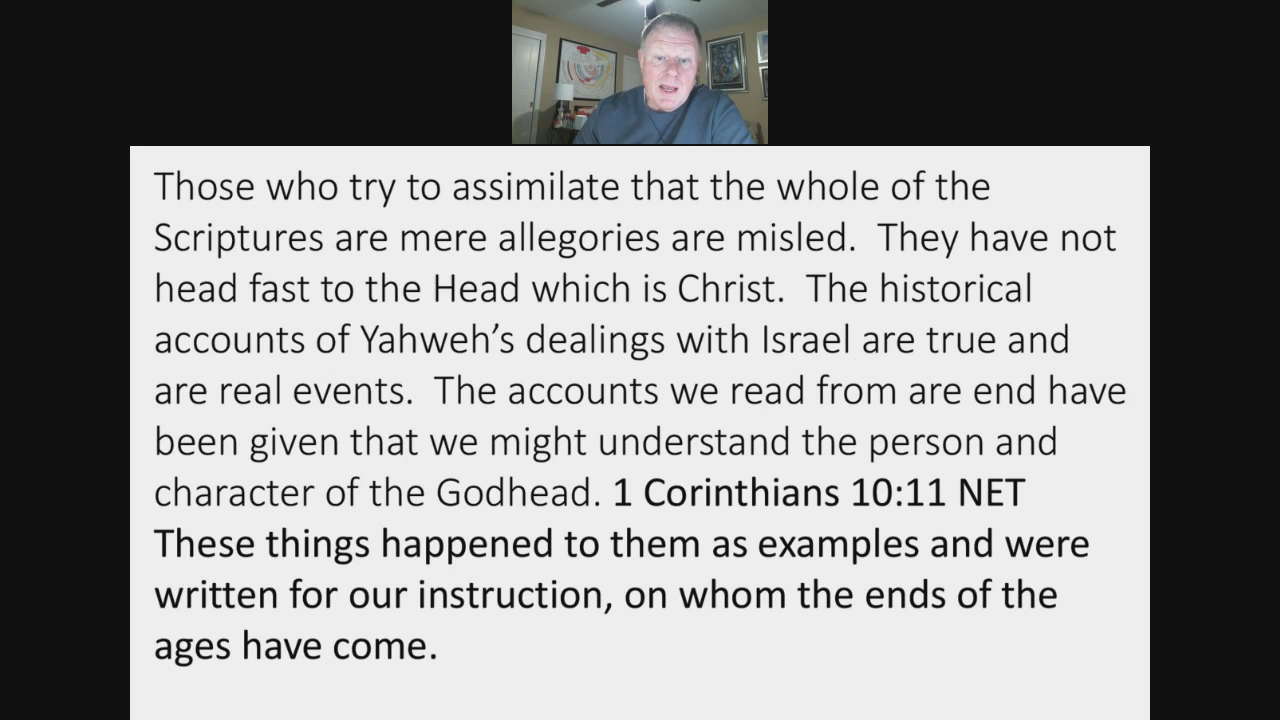 Those who try to assimilate that the whole of the
Scriptures are mere allegories are misled.  They have not
head fast to the Head which is Christ.  The historical
accounts of Yahweh’s dealings with Israel are true and
are real events.  The accounts we read from are end have
been given that we might understand the person and
character of the Godhead. 1 Corinthians 10:11 NET
These things happened to them as examples and were
written for our instruction, on whom the ends of the
ages have come.